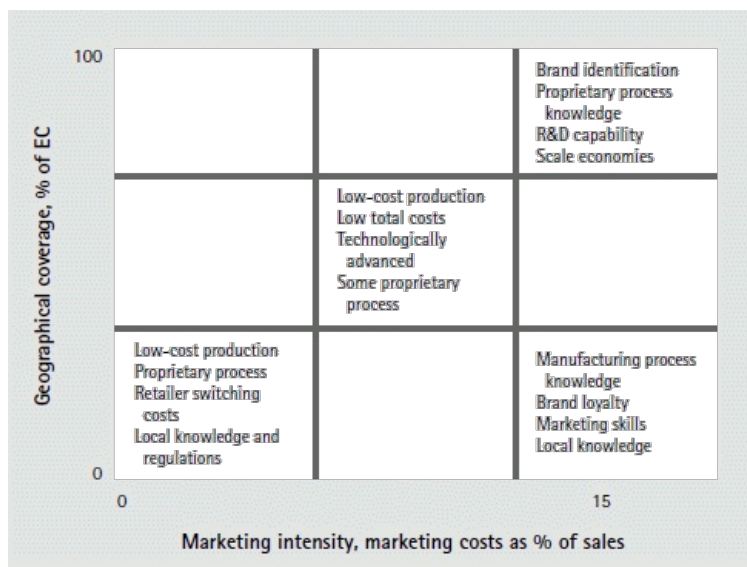 100
Brand identification
Proprietary process
knowledge
R&D capability
Scale economies
Geographical coverage, % of EC
Low-cost production
Low total costs
Technologically
advanced
Some proprietary
process
Low-cost production
Proprietary process
Retailer switching
costs
Local knowledge and
regulations
Manufacturing process
knowledge
Brand loyalty
Marketing skills
Local knowledge
0
0
15
Marketing intensity, marketing costs as % of sales